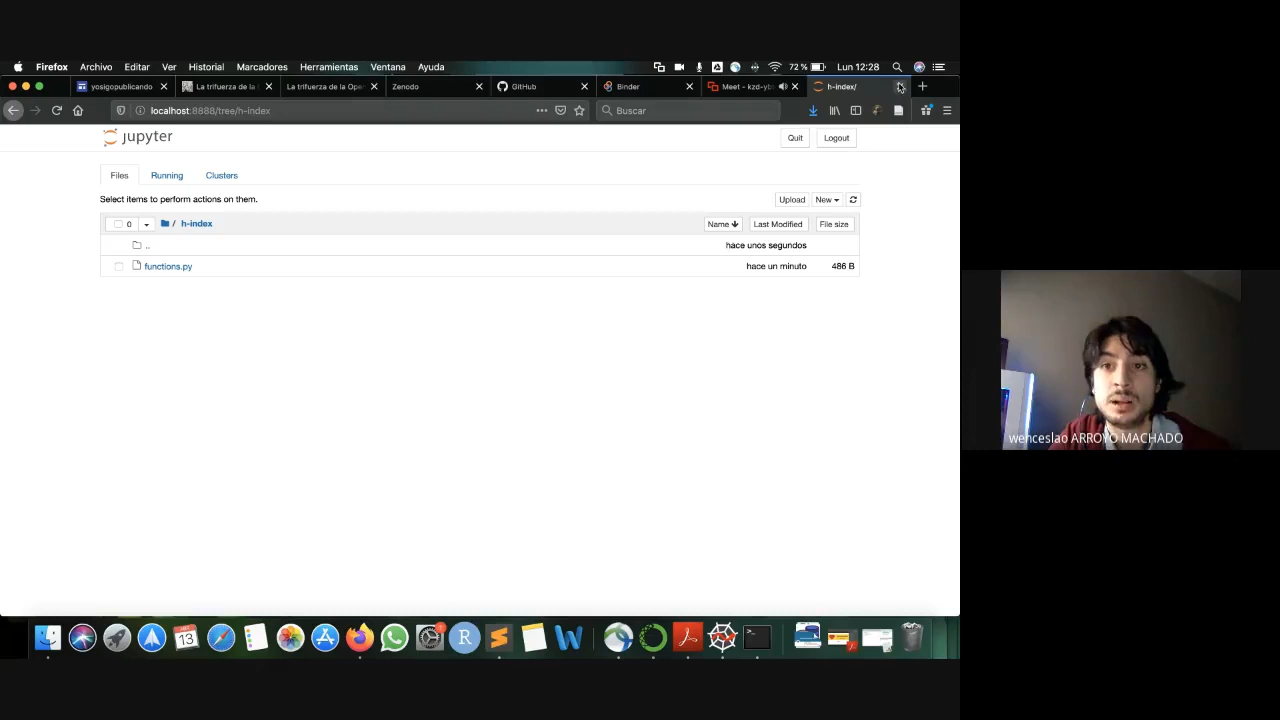 Firefox Archivo Editar Ver Historial Marcadores Herramientas Ventana Ayuda 72 % Lun 12:28
yosigopublicando La trifuerza de la La trifuerza de la Ope Zenodo GitHub Binder Meet - kzd-yb h-index/
localhost:8888/tree/h-index Buscar
jupyter Quit Logout
Files Running Clusters
Select items to perform actions on them. Upload New
0 / h-index Name Last Modified File size
.. hace unos segundos
functions.py hace un minuto 486 B
wenceslao ARROYO MACHADO
13